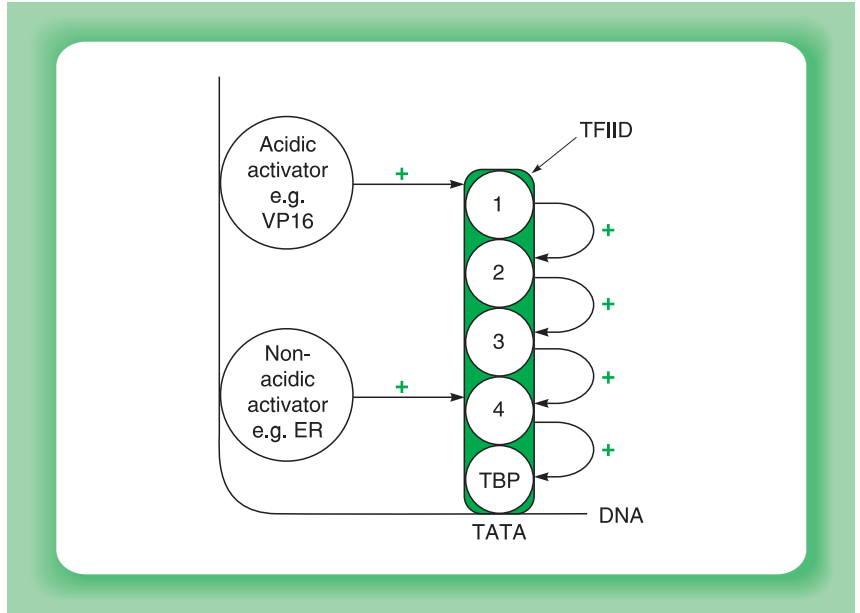 TFIID
Acidic
activator
e.g.
VP16
+
1
+
2
+
3
Non-
acidic
activator
e.g. ER
+
+
4
+
TBP
DNA
TATA